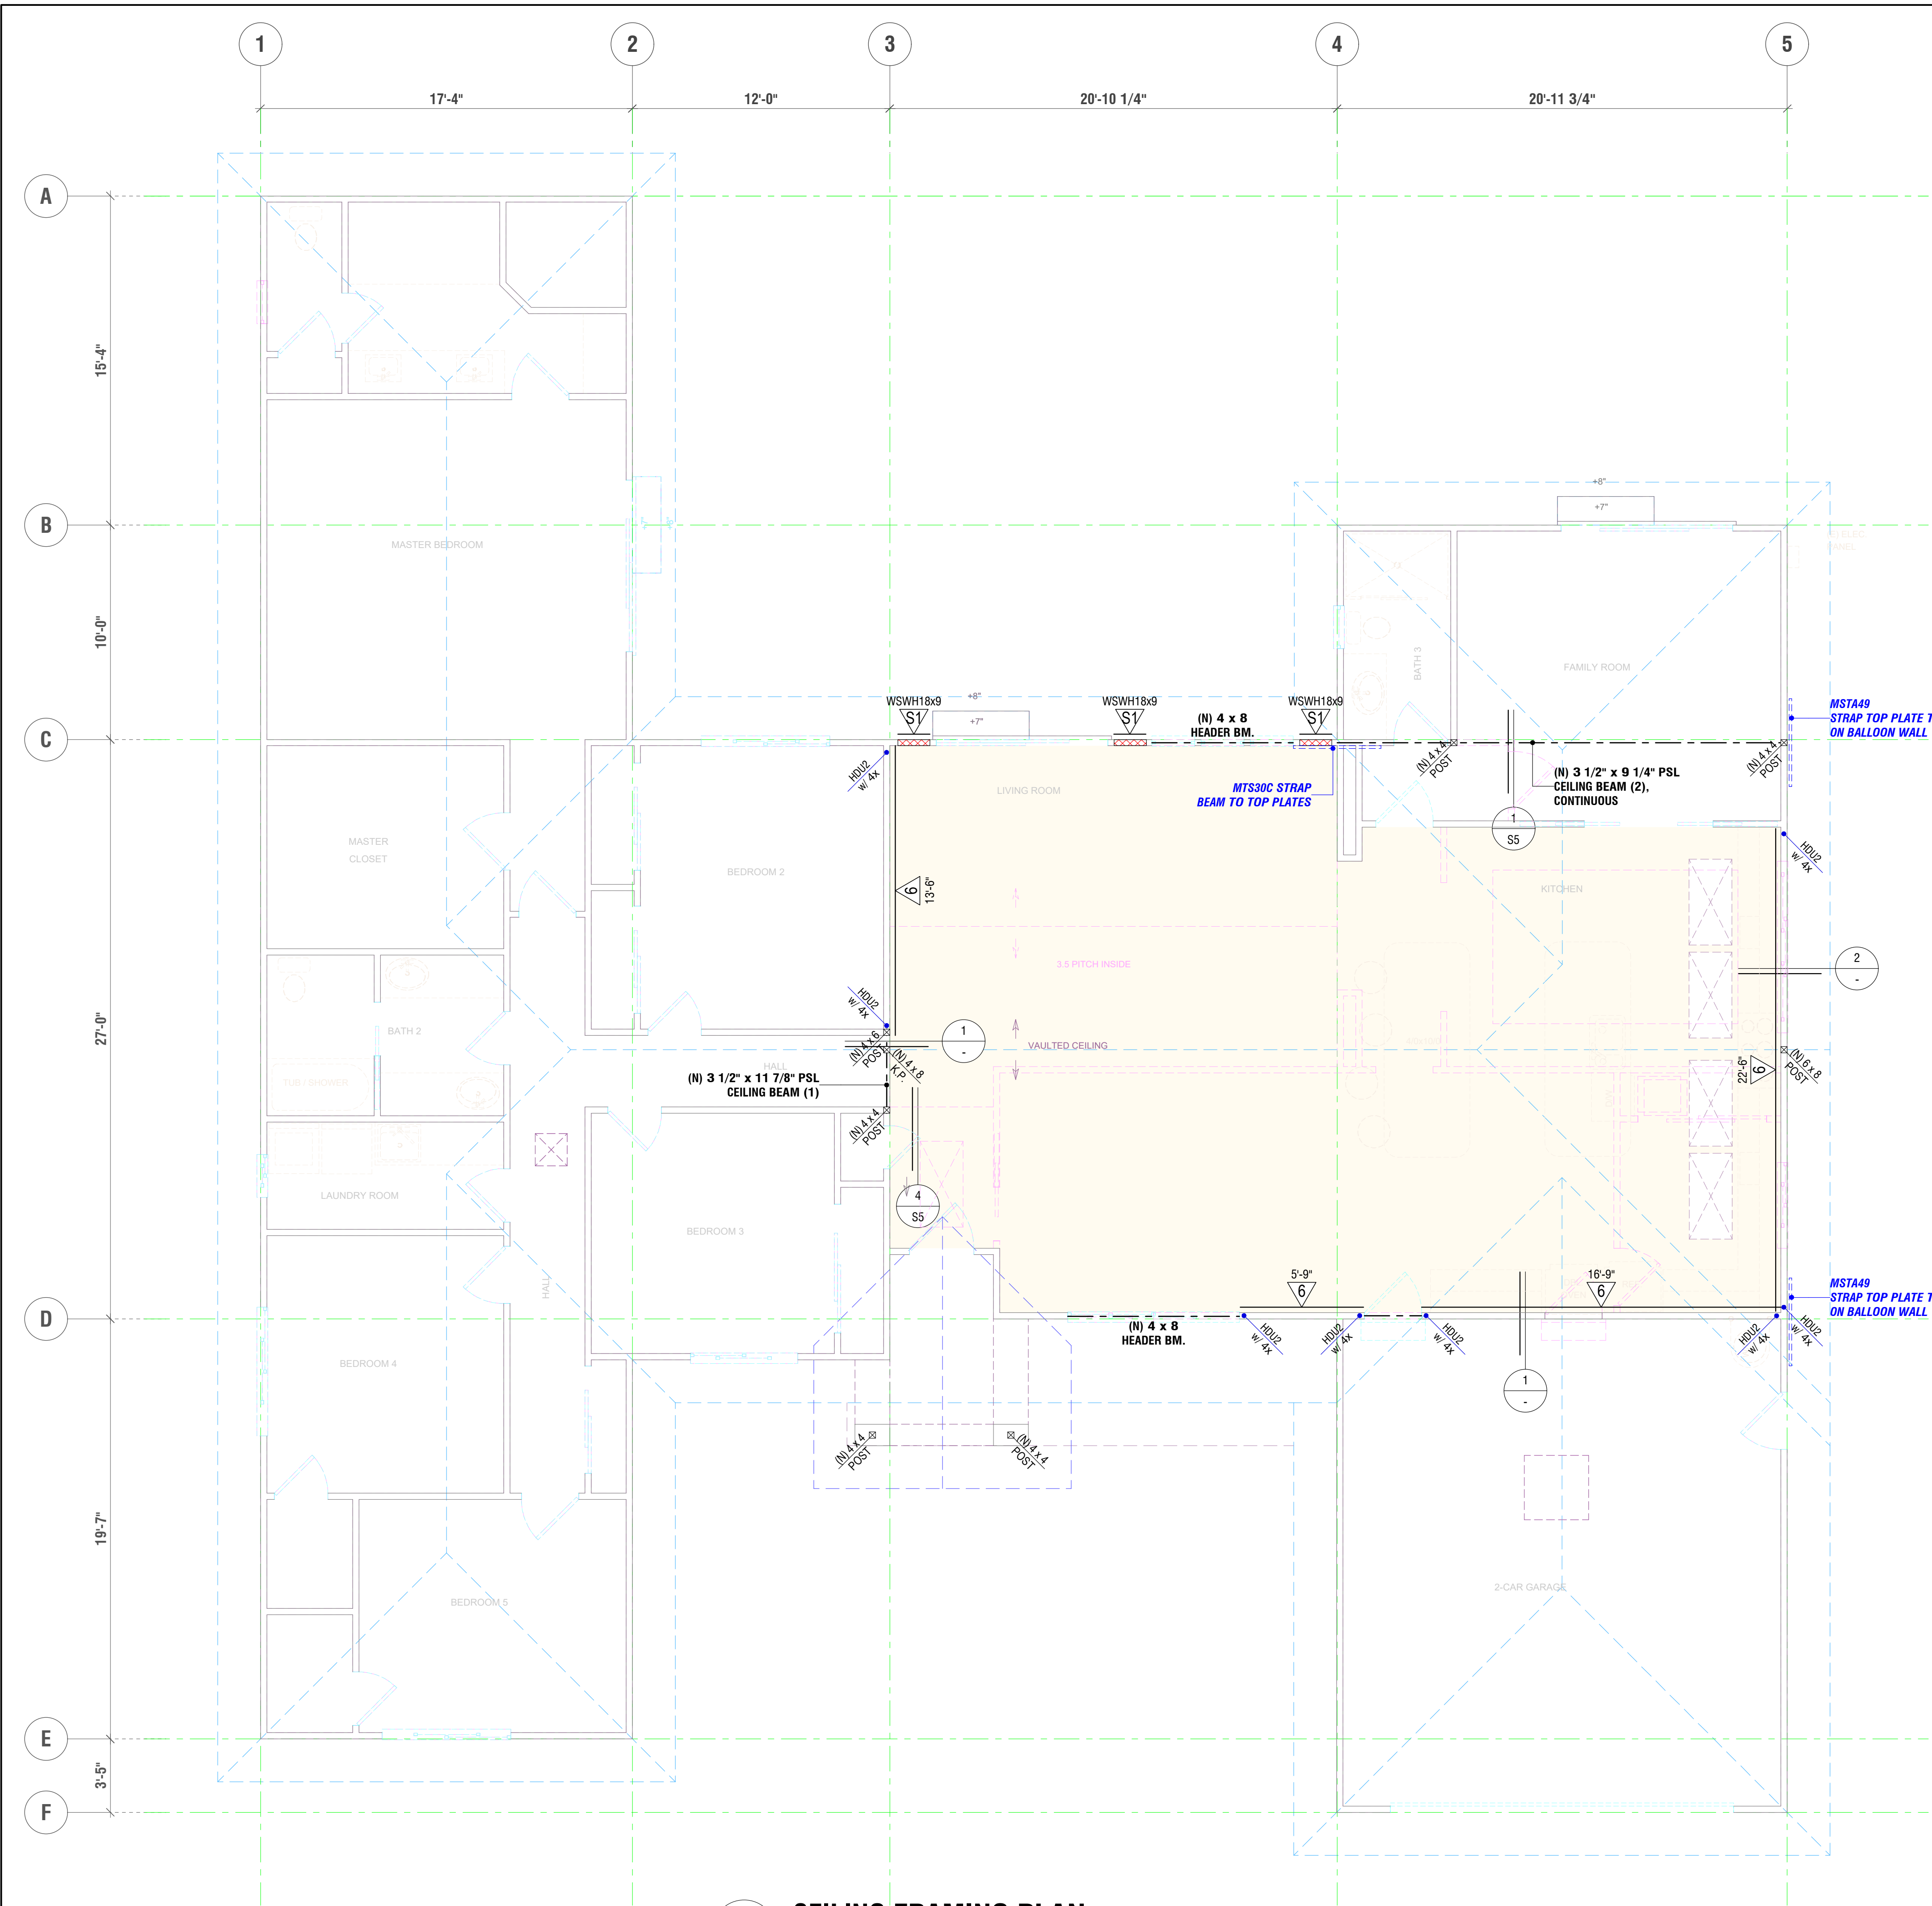 1
2
3
4
5
17'-4"
12'-0"
20'-10 1/4"
20'-11 3/4"
A
15'-4"
B
10'-0"
C
27'-0"
D
19'-7"
E
3'-5"
F
+8"
+7"
MASTER BEDROOM
+7"
+8"
ELEC
PANEL
BATH 3
FAMILY ROOM
WSWH18x9
S1
+8"
+7"
WSWH18x9
S1
(N) 4 x 8
HEADER BM.
WSWH18x9
S1
MSTA49
STRAP TOP PLATE T
ON BALLOON WALL
HDU2
w/ 4x
MTS30C STRAP
BEAM TO TOP PLATES
(N) 4 x 4
POST
(N) 3 1/2" x 9 1/4" PSL
CEILING BEAM (2),
CONTINUOUS
(N) 4 x 4
POST
LIVING ROOM
1
S5
MASTER
CLOSET
BEDROOM 2
6
13'-6"
KITCHEN
HDU2
w/ 4x
3.5 PITCH INSIDE
2
-
HDU2
w/ 4x
BATH 2
(N) 4 x 6
POST
(N) 4 x 8
K.P.
1
-
VAULTED CEILING
HALL
(N) 3 1/2" x 11 7/8" PSL
CEILING BEAM (1)
TUB / SHOWER
22'-6"
6
(N) 6 x 8
POST
(N) 4 x 4
POST
LAUNDRY ROOM
4
S5
BEDROOM 3
HALL
5'-9"
6
16'-9"
6
MSTA49
STRAP TOP PLATE T
ON BALLOON WALL
(N) 4 x 8
HEADER BM.
HDU2
w/ 4x
HDU2
w/ 4x
HDU2
w/ 4x
HDU2
w/ 4x
HDU2
w/ 4x
BEDROOM 4
1
-
(N) 4 x 4
POST
(N) 4 x 4
POST
BEDROOM 5
2-CAR GARAGE
CEILING FRAMING PLAN